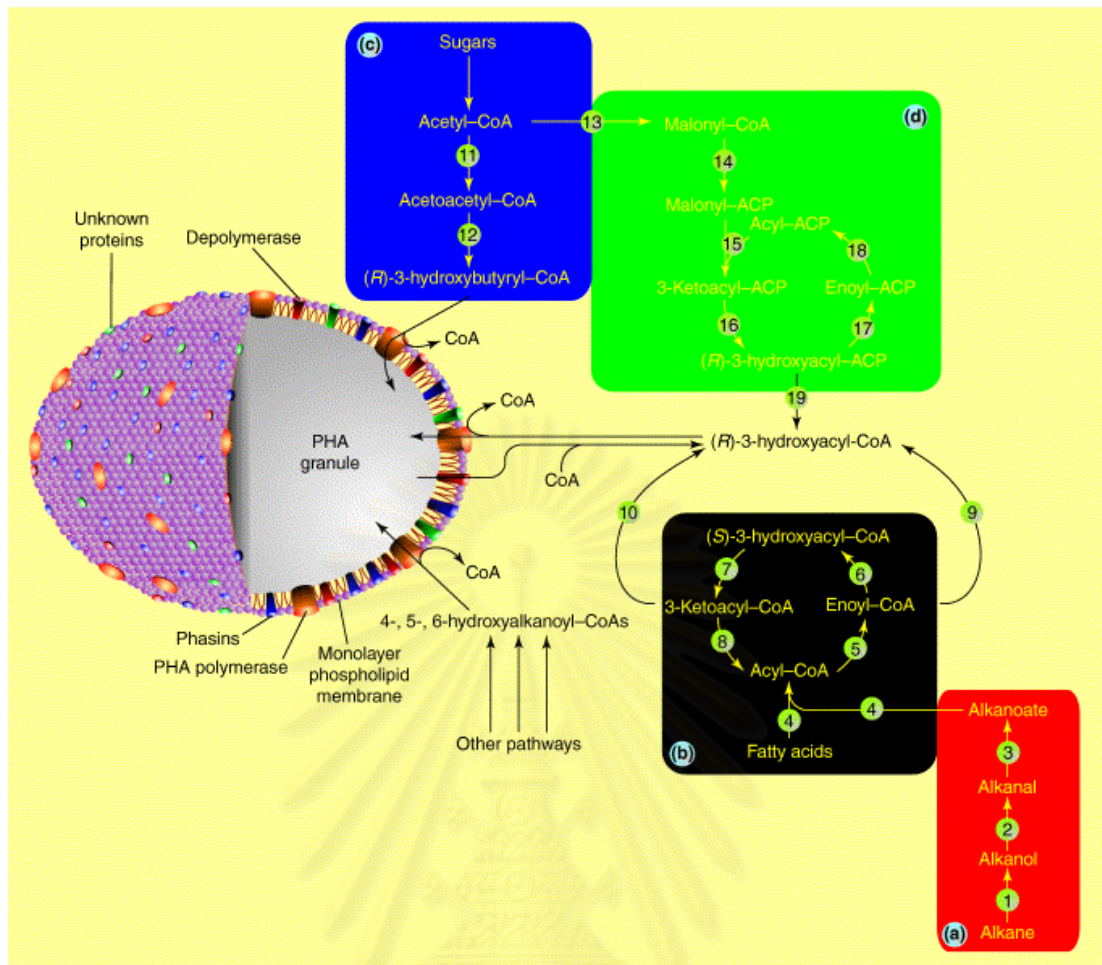 (c)
Sugars
Acetyl–CoA
11
Acetoacetyl–CoA
12
(R)-3-hydroxybutyryl–CoA
13
(d)
Malonyl–CoA
14
Malonyl–ACP
Acyl–ACP
15
18
3-Ketoacyl–ACP
Enoyl–ACP
16
17
(R)-3-hydroxyacyl–ACP
19
Unknown
proteins
Depolymerase
CoA
CoA
PHA
granule
(R)-3-hydroxyacyl-CoA
CoA
10
9
(S)-3-hydroxyacyl–CoA
7
6
3-Ketoacyl–CoA
Enoyl–CoA
8
5
Acyl–CoA
4
4
Fatty acids
(b)
CoA
4-, 5-, 6-hydroxyalkanoyl–CoAs
Phasins
PHA polymerase
Monolayer
phospholipid
membrane
Other pathways
Alkanoate
3
Alkanal
2
Alkanol
1
(a)
Alkane